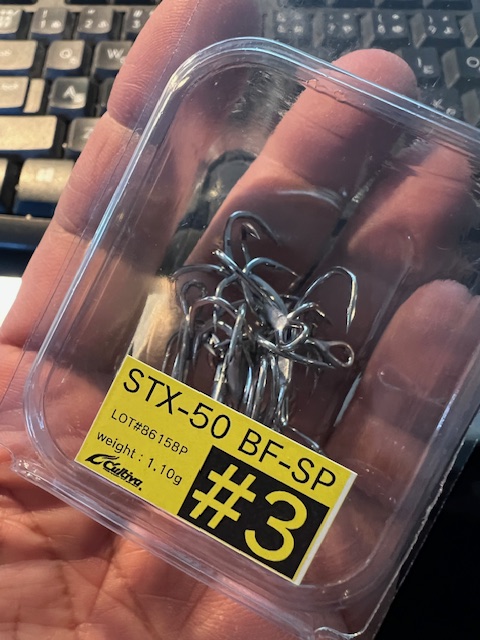 STX-50 BF-SP
LOT#86158P
weight : 1.10g
Cultiva.
#3